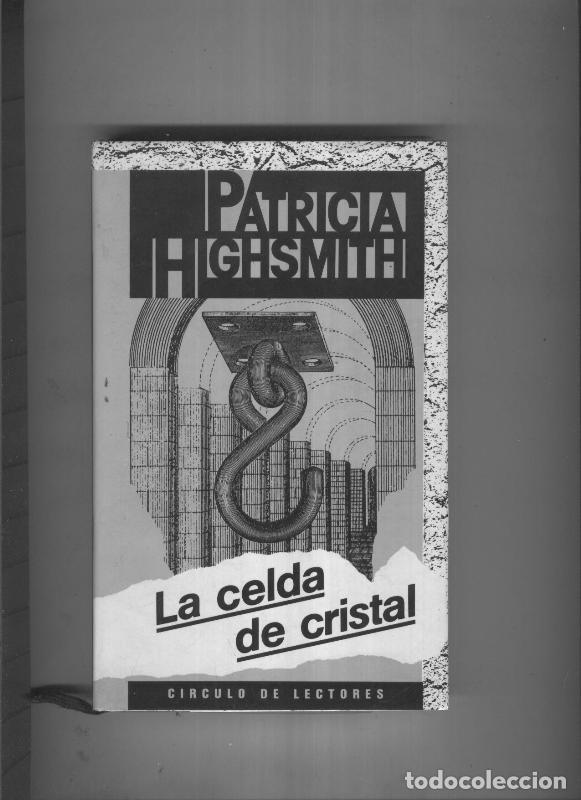 PATRICIA
HIGHSMITH
La celda
de cristal
CIRCULO DE LECTORES
todocoleccion